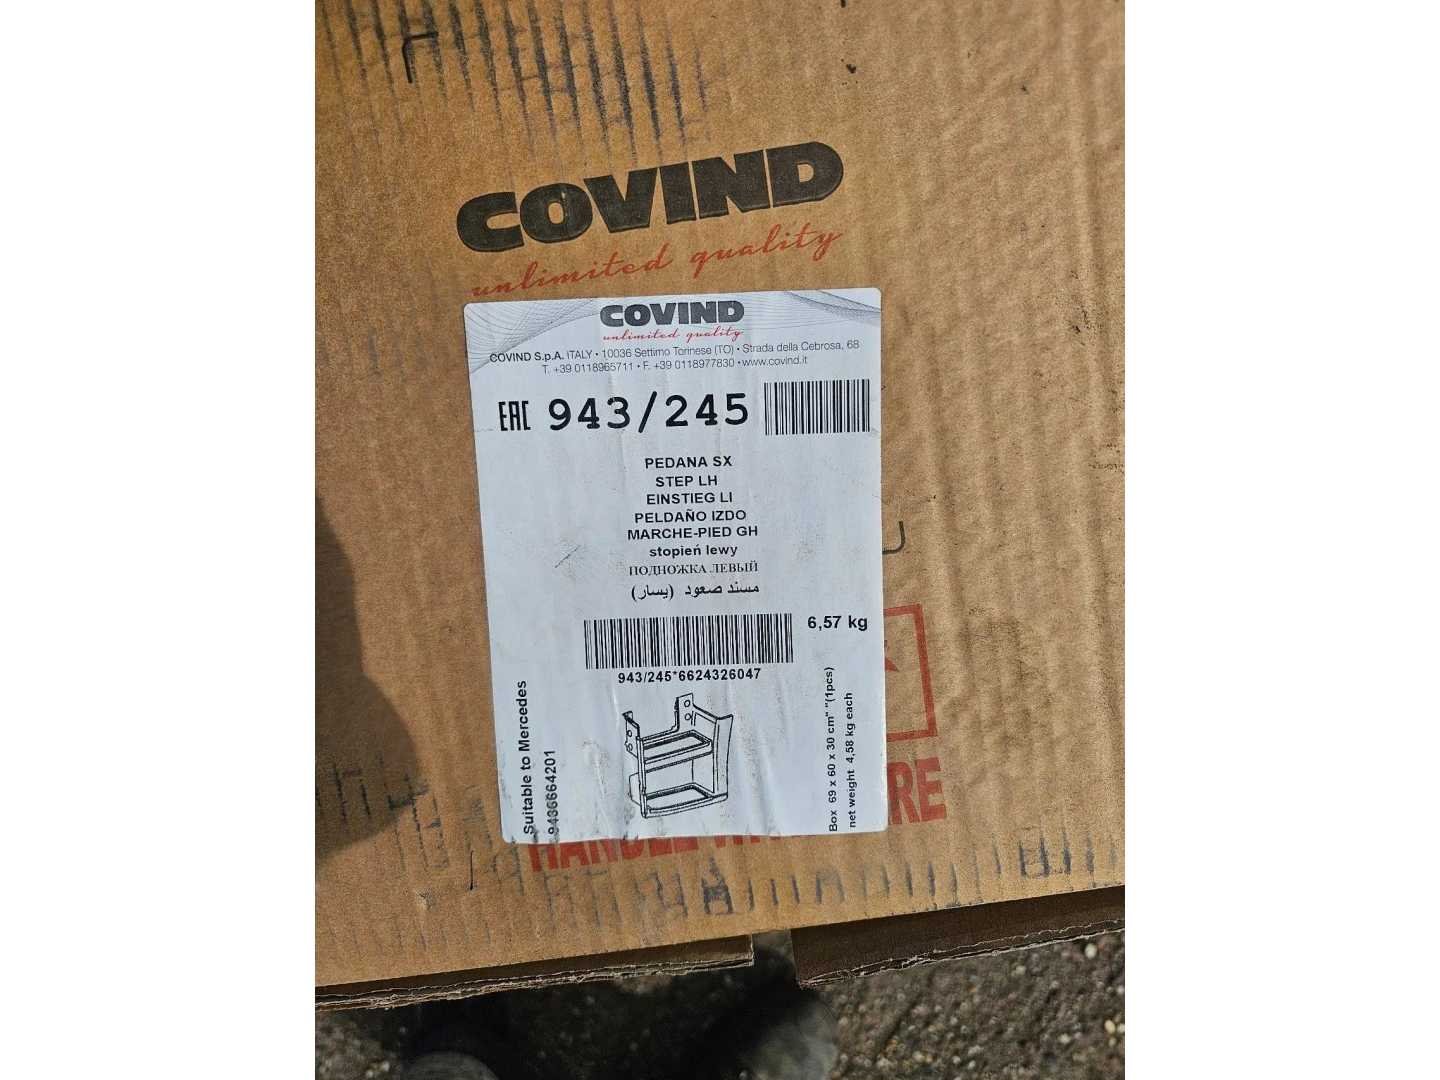 COVIND
unlimited quality
COVIND
unlimited quality
COVIND S.p.A. ITALY • 10036 Settimo Torinese (TO) • Strada della Cebrosa, 68
T. +39 0118965711 • F. +39 0118977830 • www.covind.it
EAC 943/245
PEDANA SX
STEP LH
EINSTIEG LI
PELDAÑO IZDO
MARCHE-PIED GH
stopień lewy
ПОДНОЖКА ЛЕВЫЙ
مسند صعود (يسار)
6,57 kg
943/245*6624326047
Suitable to Mercedes
9436664201
Box 69 x 60 x 30 cm" "(1pcs)
net weight 4,58 kg each